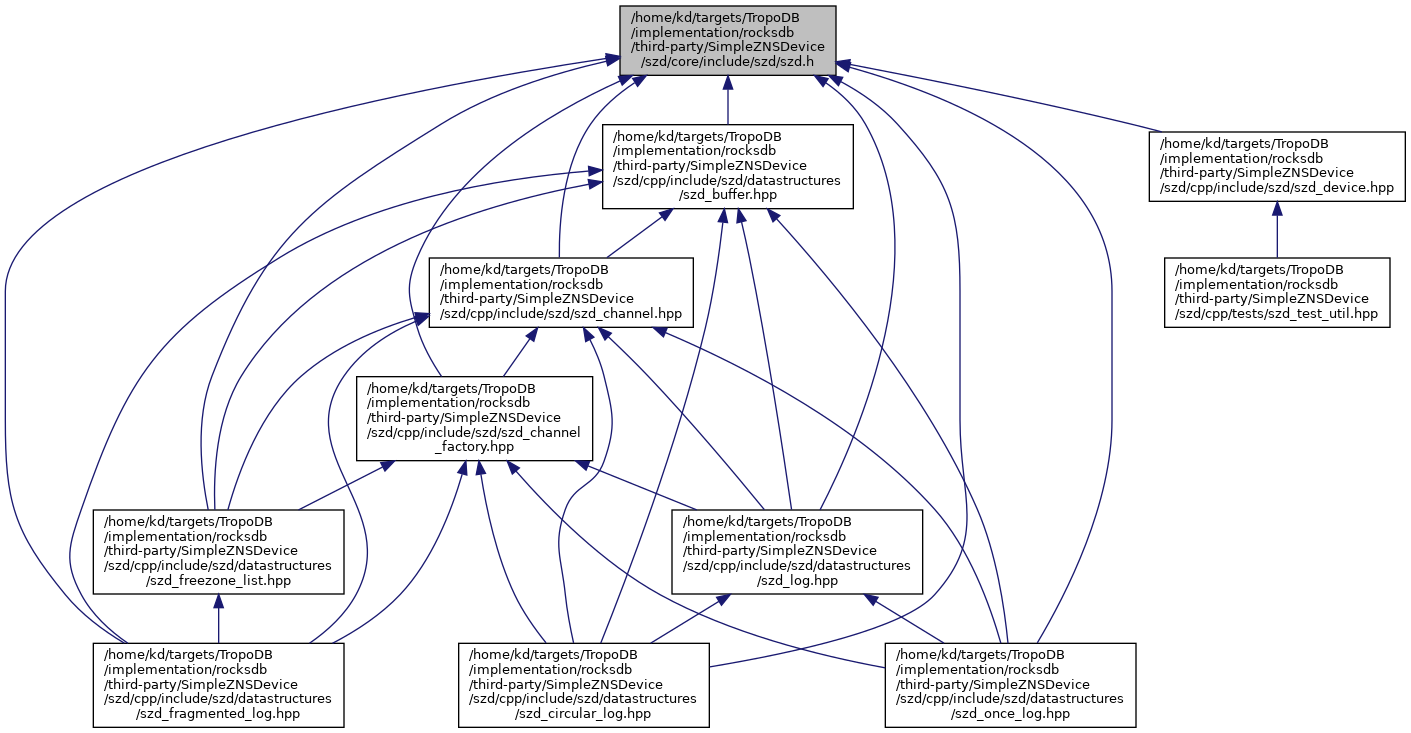 /home/kd/targets/TropoDB
/implementation/rocksdb
/third-party/SimpleZNSDevice
/szd/core/include/szd/szd.h
/home/kd/targets/TropoDB
/implementation/rocksdb
/third-party/SimpleZNSDevice
/szd/cpp/include/szd/datastructures
/szd_buffer.hpp
/home/kd/targets/TropoDB
/implementation/rocksdb
/third-party/SimpleZNSDevice
/szd/cpp/include/szd/szd_device.hpp
/home/kd/targets/TropoDB
/implementation/rocksdb
/third-party/SimpleZNSDevice
/szd/cpp/include/szd/szd_channel.hpp
/home/kd/targets/TropoDB
/implementation/rocksdb
/third-party/SimpleZNSDevice
/szd/cpp/tests/szd_test_util.hpp
/home/kd/targets/TropoDB
/implementation/rocksdb
/third-party/SimpleZNSDevice
/szd/cpp/include/szd/szd_channel
_factory.hpp
/home/kd/targets/TropoDB
/implementation/rocksdb
/third-party/SimpleZNSDevice
/szd/cpp/include/szd/datastructures
/szd_freezone_list.hpp
/home/kd/targets/TropoDB
/implementation/rocksdb
/third-party/SimpleZNSDevice
/szd/cpp/include/szd/datastructures
/szd_log.hpp
/home/kd/targets/TropoDB
/implementation/rocksdb
/third-party/SimpleZNSDevice
/szd/cpp/include/szd/datastructures
/szd_fragmented_log.hpp
/home/kd/targets/TropoDB
/implementation/rocksdb
/third-party/SimpleZNSDevice
/szd/cpp/include/szd/datastructures
/szd_circular_log.hpp
/home/kd/targets/TropoDB
/implementation/rocksdb
/third-party/SimpleZNSDevice
/szd/cpp/include/szd/datastructures
/szd_once_log.hpp